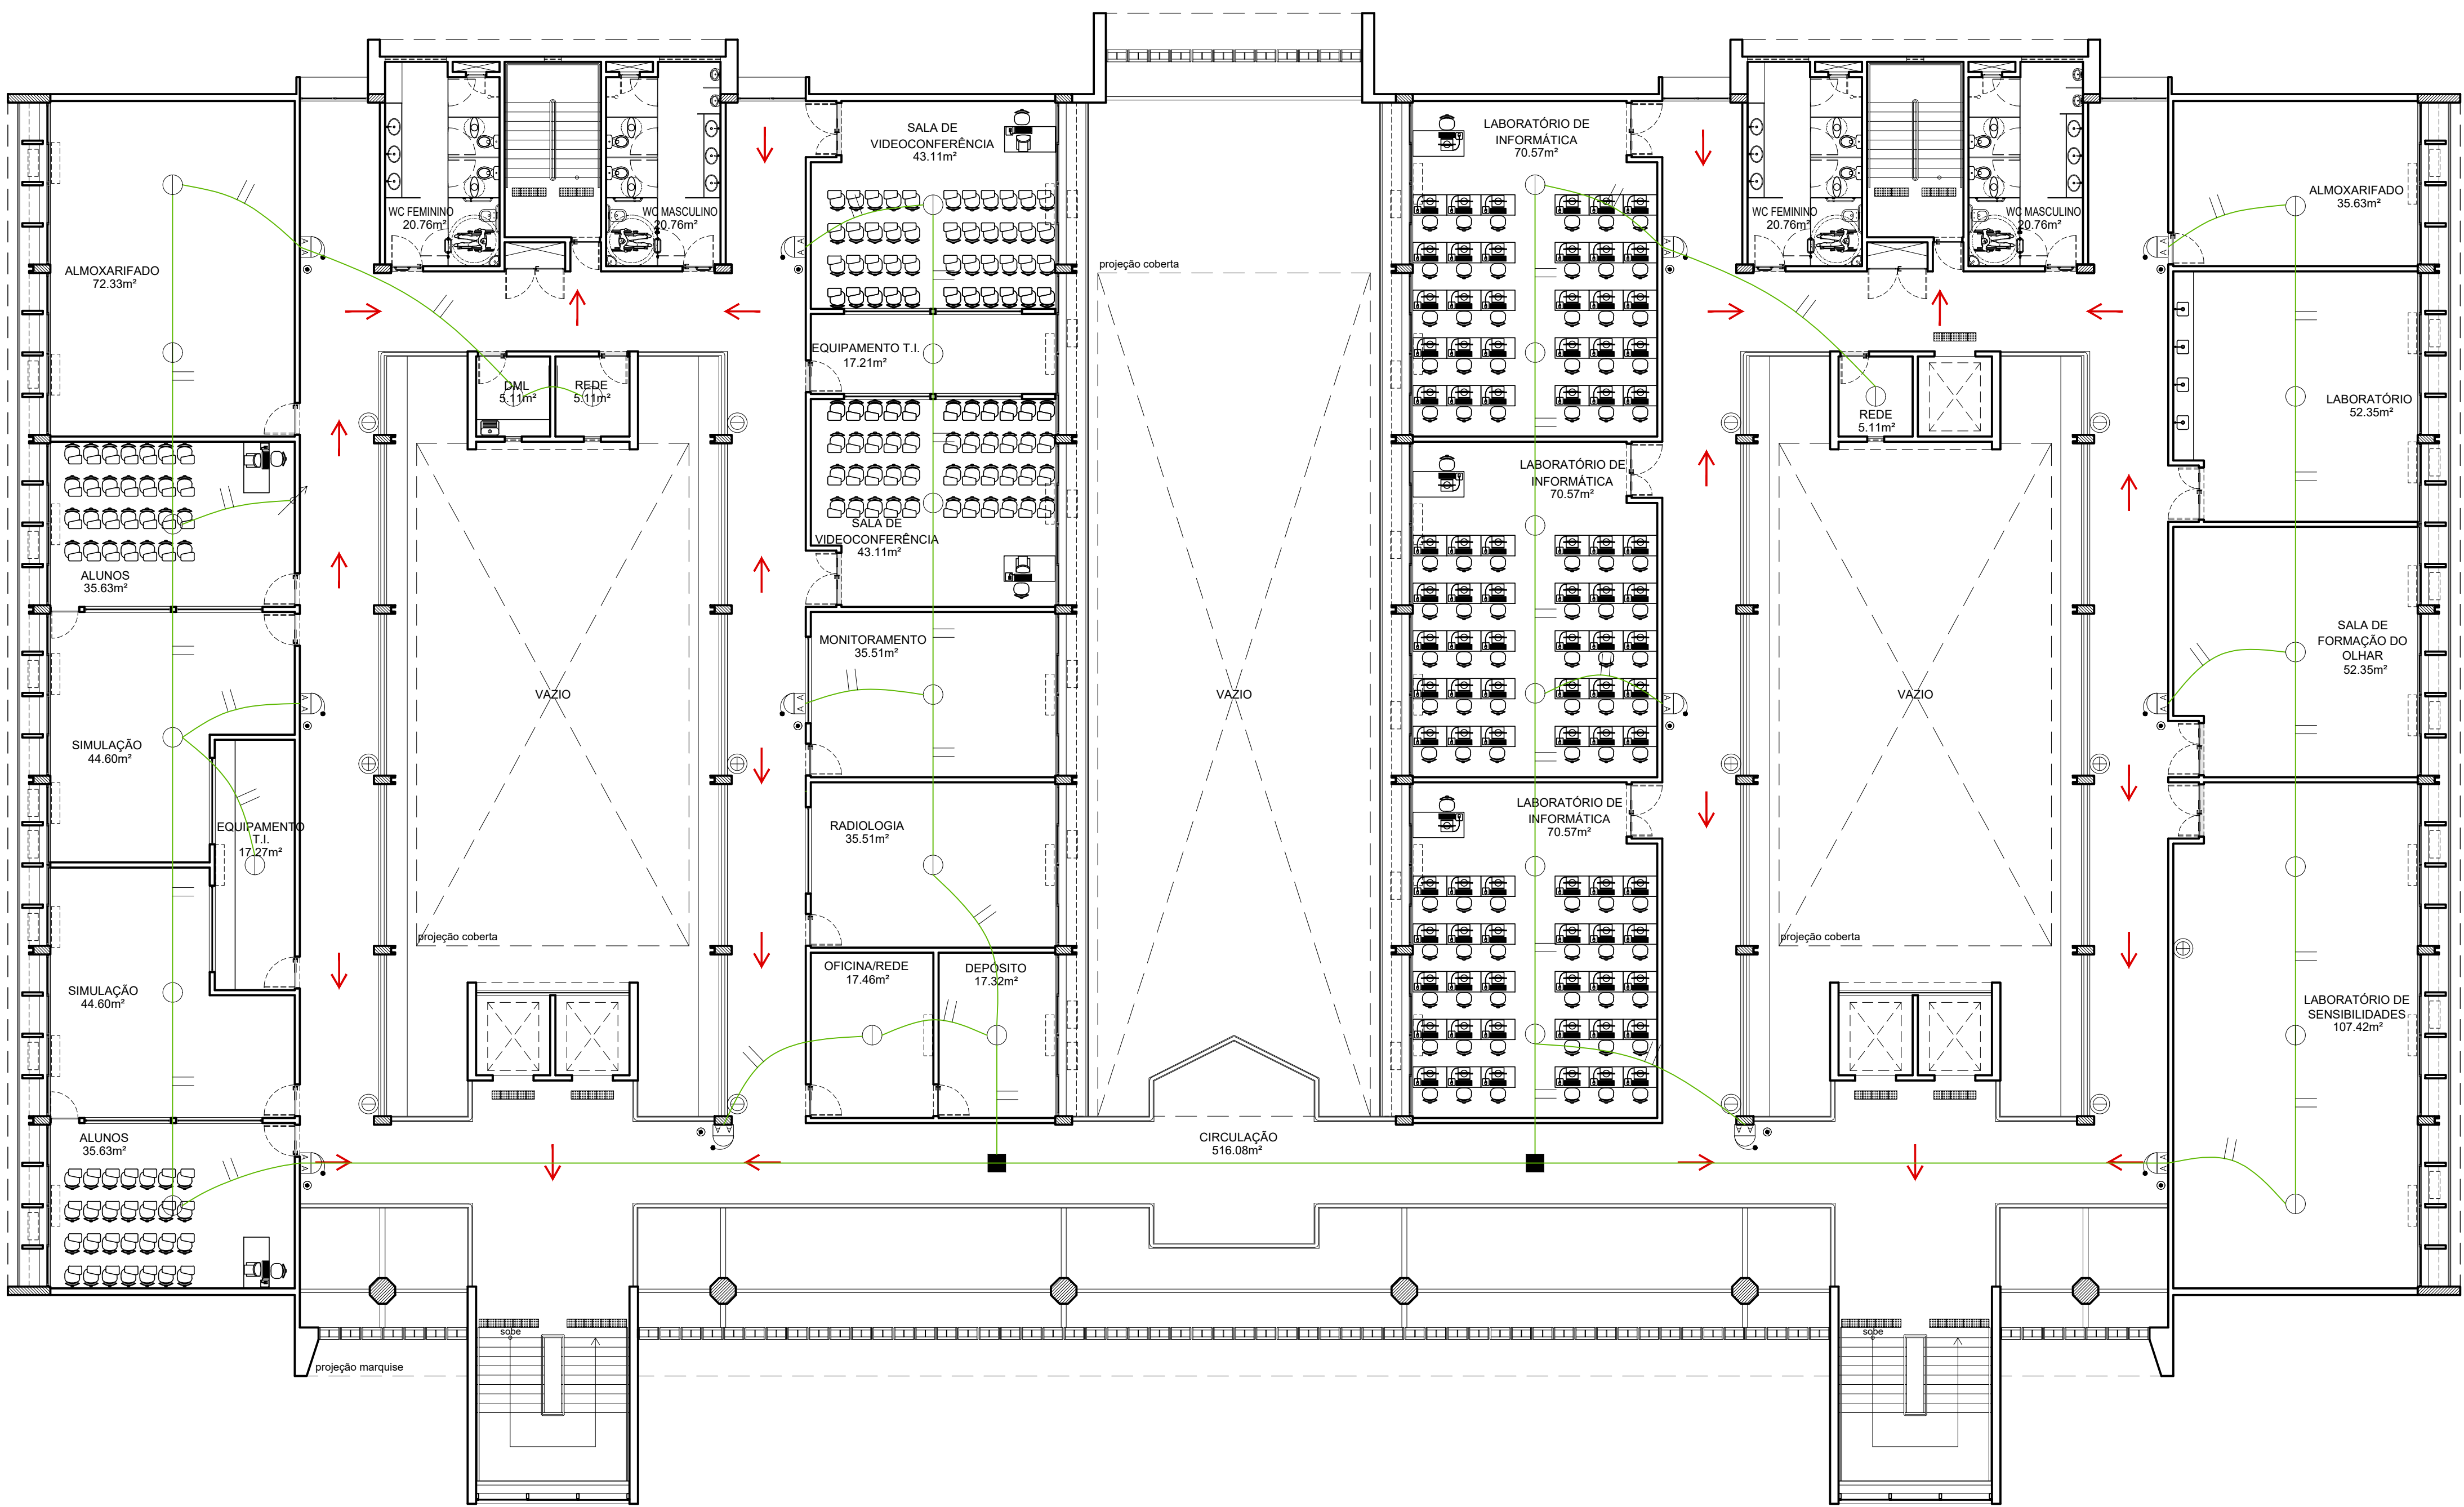 ALMOXARIFADO
72.33m²
ALUNOS
35.63m²
SIMULAÇÃO
44.60m²
EQUIPAMENTO
T.I.
17.27m²
SIMULAÇÃO
44.60m²
ALUNOS
35.63m²
WC FEMININO
20.76m²
WC MASCULINO
20.76m²
DML
5.11m²
REDE
5.11m²
VAZIO
projeção coberta
SALA DE
VIDEOCONFERÊNCIA
43.11m²
EQUIPAMENTO T.I.
17.21m²
SALA DE
VIDEOCONFERÊNCIA
43.11m²
MONITORAMENTO
35.51m²
RADIOLOGIA
35.51m²
OFICINA/REDE
17.46m²
DEPÓSITO
17.32m²
projeção coberta
VAZIO
CIRCULAÇÃO
516.08m²
LABORATÓRIO DE
INFORMÁTICA
70.57m²
LABORATÓRIO DE
INFORMÁTICA
70.57m²
LABORATÓRIO DE
INFORMÁTICA
70.57m²
WC FEMININO
20.76m²
WC MASCULINO
20.76m²
REDE
5.11m²
VAZIO
projeção coberta
ALMOXARIFADO
35.63m²
LABORATÓRIO
52.35m²
SALA DE
FORMAÇÃO DO
OLHAR
52.35m²
LABORATÓRIO DE
SENSIBILIDADES
107.42m²
sobe
sobe
projeção marquise